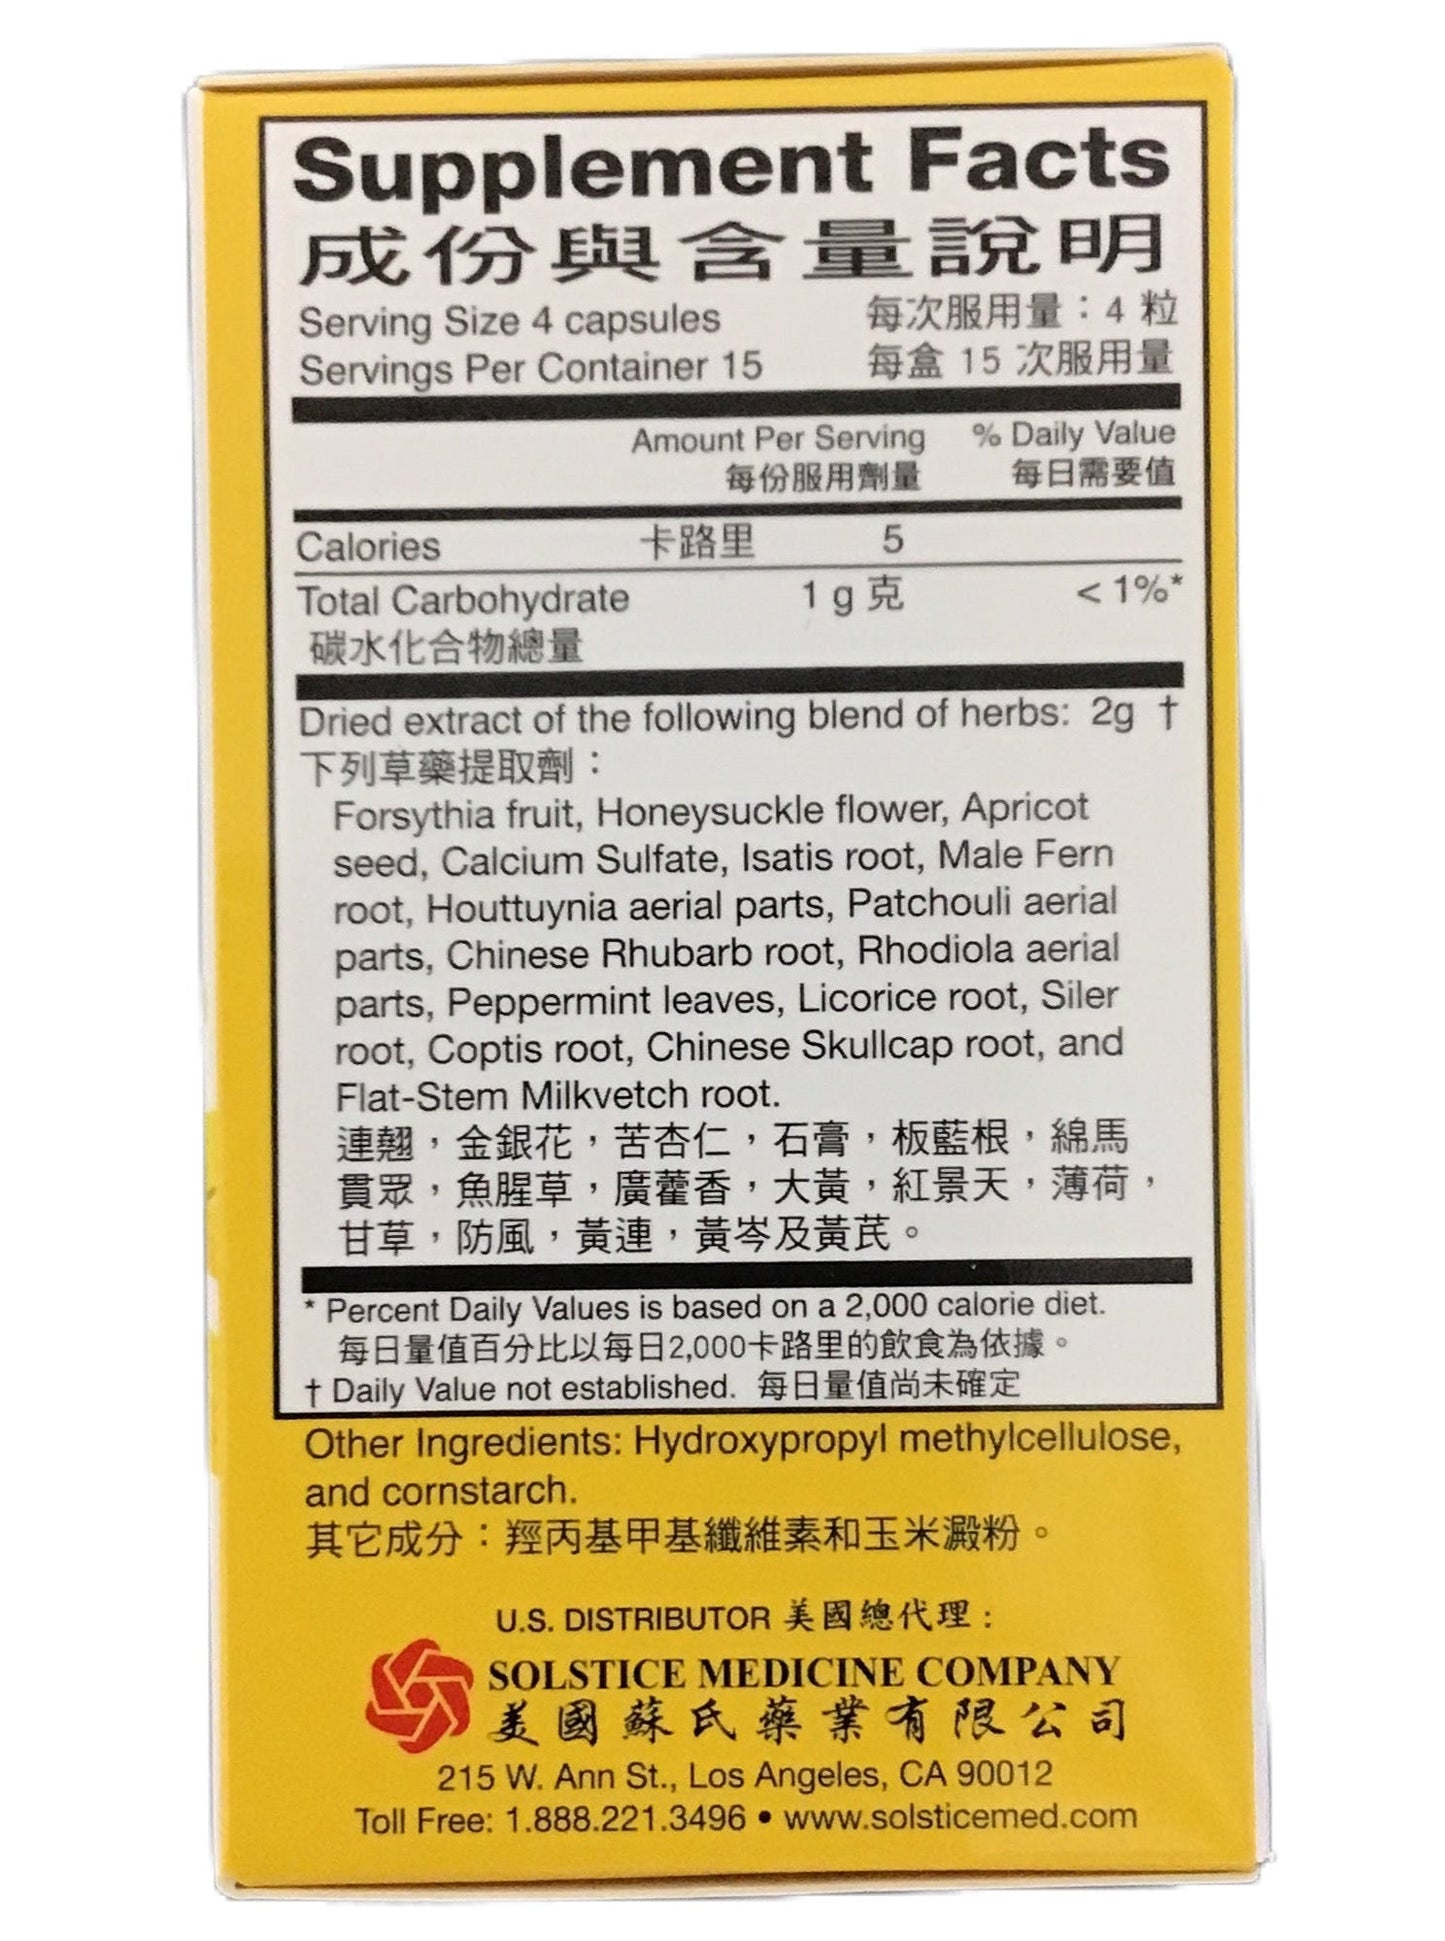 Supplement Facts
成份與含量說明
Serving Size 4 capsules 每次服用量：4 粒
Servings Per Container 15 每盒 15 次服用量
Amount Per Serving % Daily Value
每份服用劑量 每日需要值
Calories 卡路里 5
Total Carbohydrate 1 g 克 < 1%*
碳水化合物總量
Dried extract of the following blend of herbs: 2g †
下列草藥提取劑：
Forsythia fruit, Honeysuckle flower, Apricot
seed, Calcium Sulfate, Isatis root, Male Fern
root, Houttuynia aerial parts, Patchouli aerial
parts, Chinese Rhubarb root, Rhodiola aerial
parts, Peppermint leaves, Licorice root, Siler
root, Coptis root, Chinese Skullcap root, and
Flat-Stem Milkvetch root.
連翹，金銀花，苦杏仁，石膏，板藍根，綿馬
貫眾，魚腥草，廣藿香，大黃，紅景天，薄荷，
甘草，防風，黃連，黃岑及黃芪。
* Percent Daily Values is based on a 2,000 calorie diet.
每日量值百分比以每日2,000卡路里的飲食為依據。
† Daily Value not established. 每日量值尚未確定
Other Ingredients: Hydroxypropyl methylcellulose,
and cornstarch.
其它成分：羥丙基甲基纖維素和玉米澱粉。
U.S. DISTRIBUTOR 美國總代理：
SOLSTICE MEDICINE COMPANY
美國蘇氏藥業有限公司
215 W. Ann St., Los Angeles, CA 90012
Toll Free: 1.888.221.3496 • www.solsticemed.com